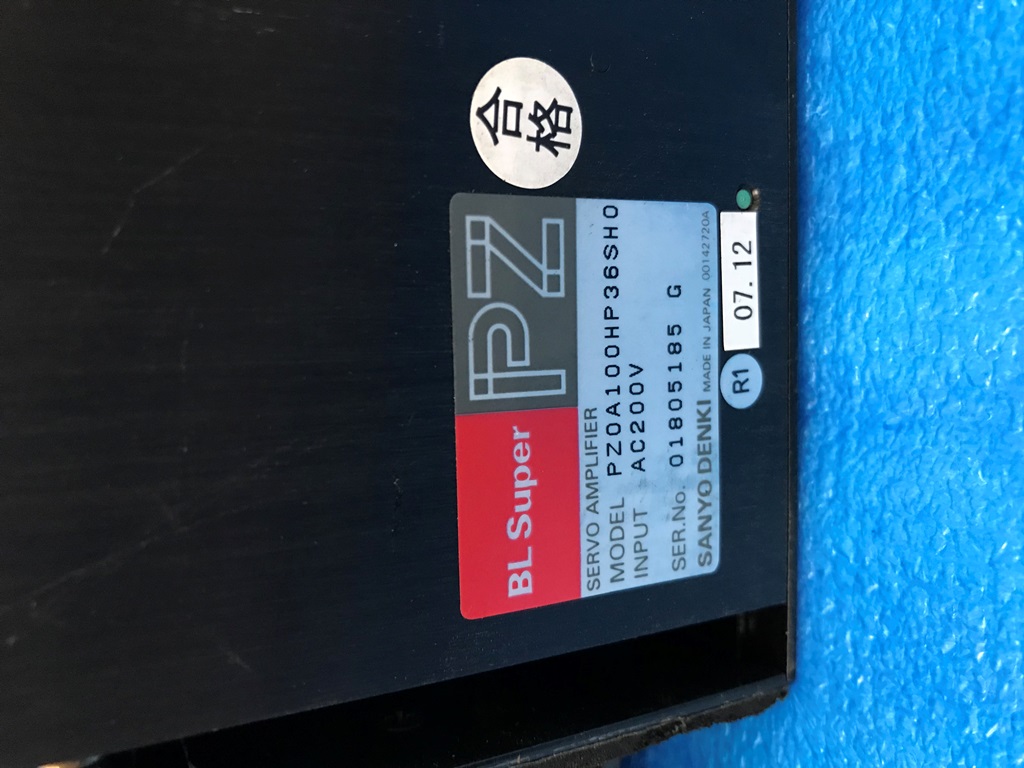 BL Super PZ
SERVO AMPLIFIER
MODEL PZ0A100HP36SH0
INPUT AC200V
SER.No. 01805185 G
SANYO DENKI MADE IN JAPAN 00142720A
R1
07.12
合
格